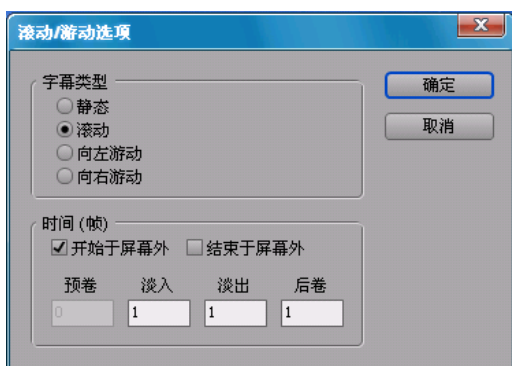 滚动/游动选项
字幕类型
静态
滚动
向左游动
向右游动
确定
取消
时间(帧)
开始于屏幕外 结束于屏幕外
预卷 淡入 淡出 后卷
0 1 1 1